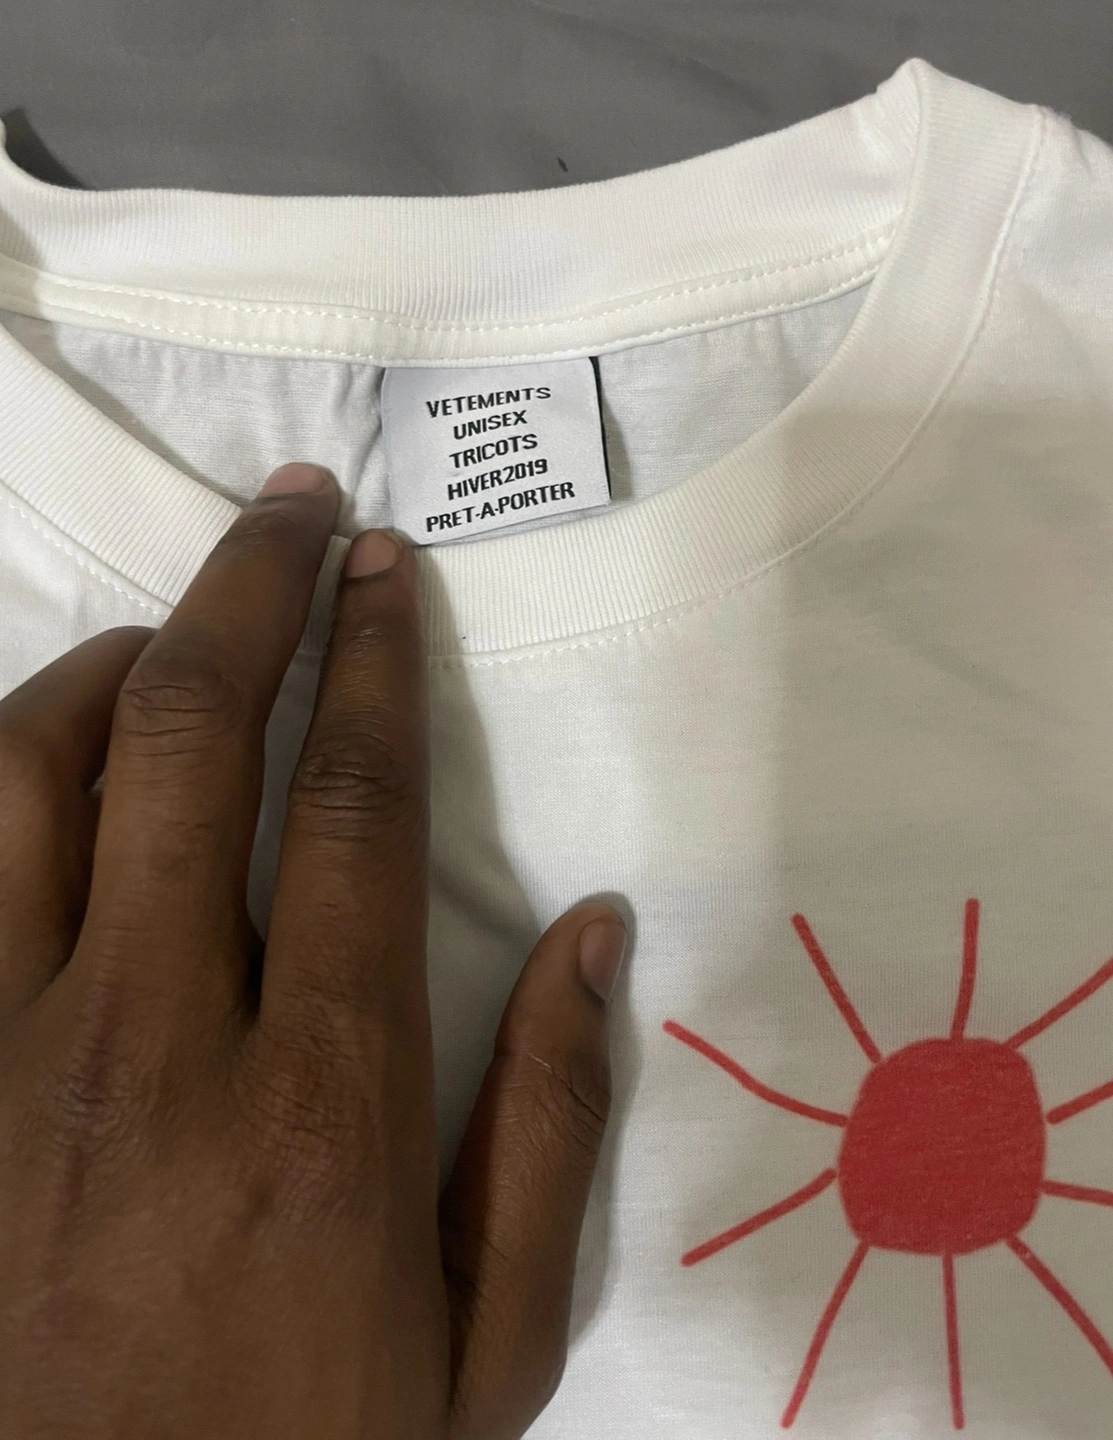 VETEMENTS
UNISEX
TRICOTS
HIVER2019
PRET-A-PORTER